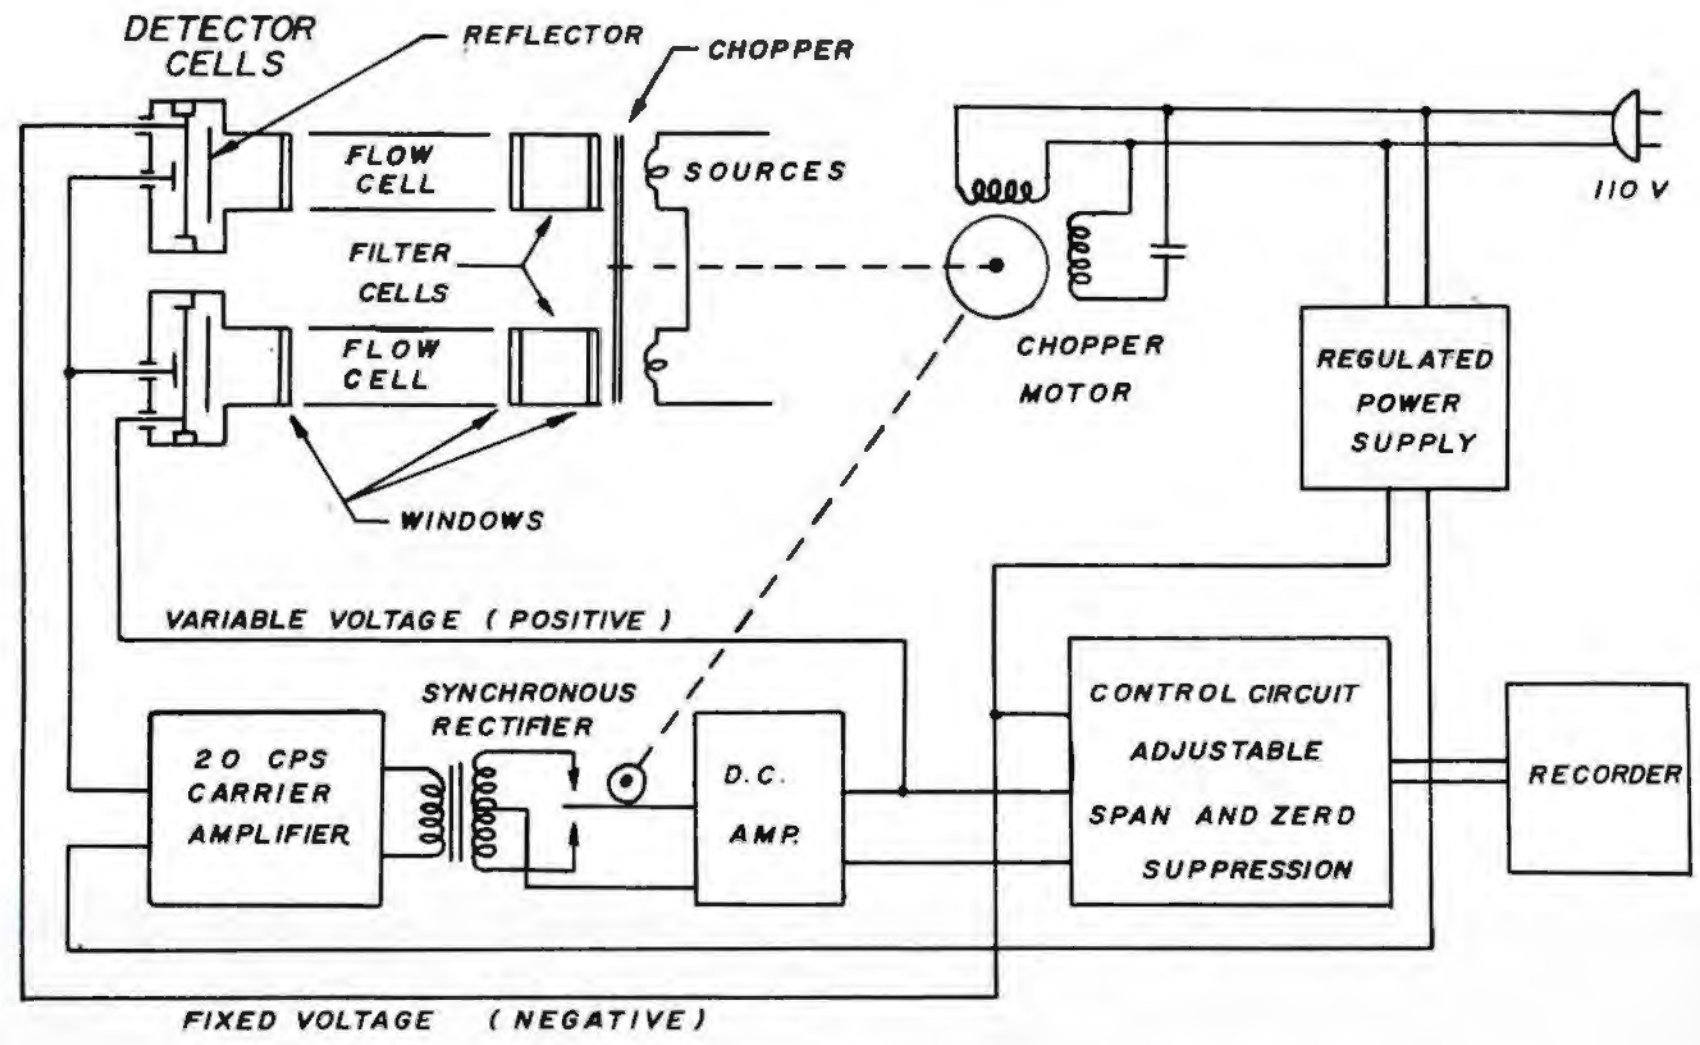 DETECTOR
CELLS
REFLECTOR
CHOPPER
FLOW
CELL
SOURCES
110 V
FILTER
CELLS
FLOW
CELL
CHOPPER
MOTOR
REGULATED
POWER
SUPPLY
WINDOWS
VARIABLE VOLTAGE (POSITIVE)
SYNCHRONOUS
RECTIFIER
20 CPS
CARRIER
AMPLIFIER
D.C.
AMP.
CONTROL CIRCUIT
ADJUSTABLE
SPAN AND ZERD
SUPPRESSION
RECORDER
FIXED VOLTAGE (NEGATIVE)